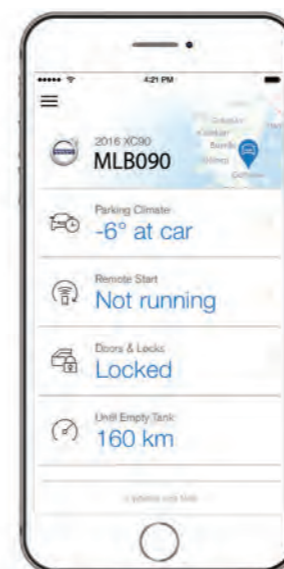 4:21 PM
2016 XC90
MLB090
Parking Climate
-6° at car
Remote Start
Not running
Doors & Locks
Locked
Until Empty Tank
160 km